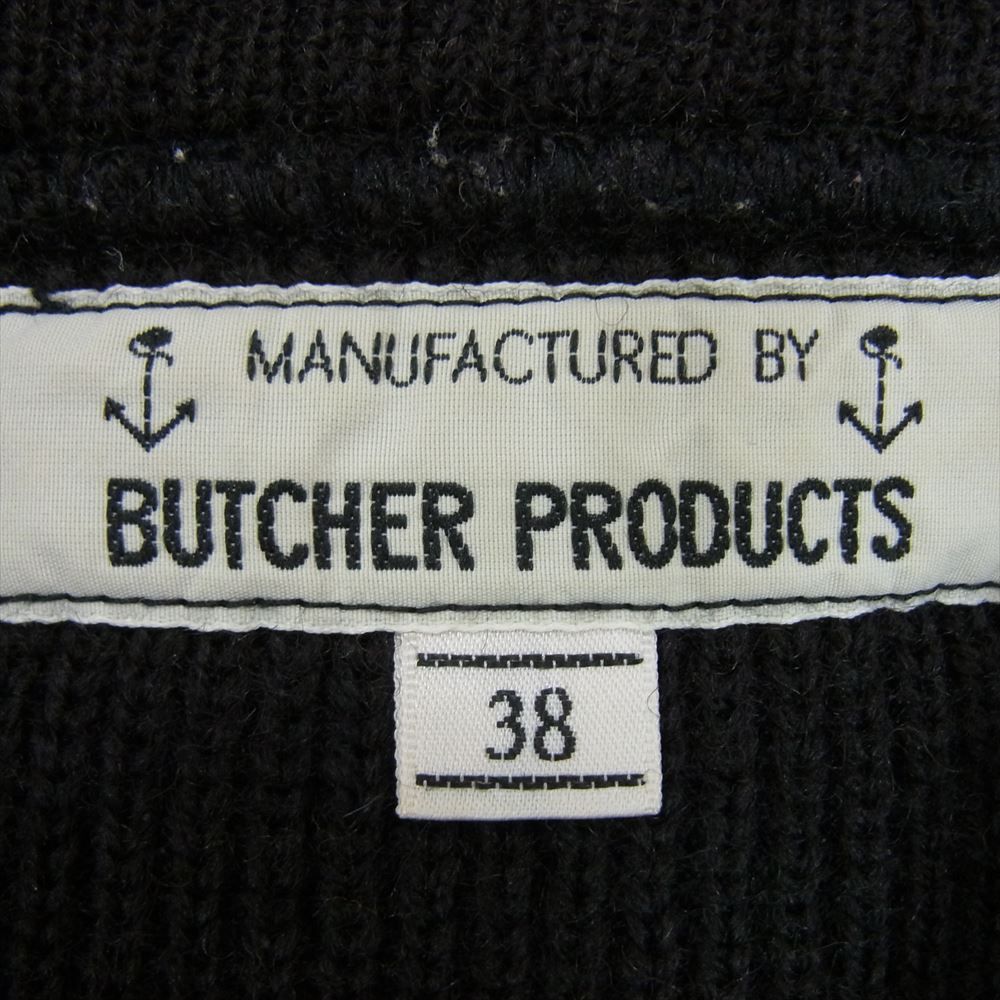 MANUFACTURED BY
BUTCHER PRODUCTS
38